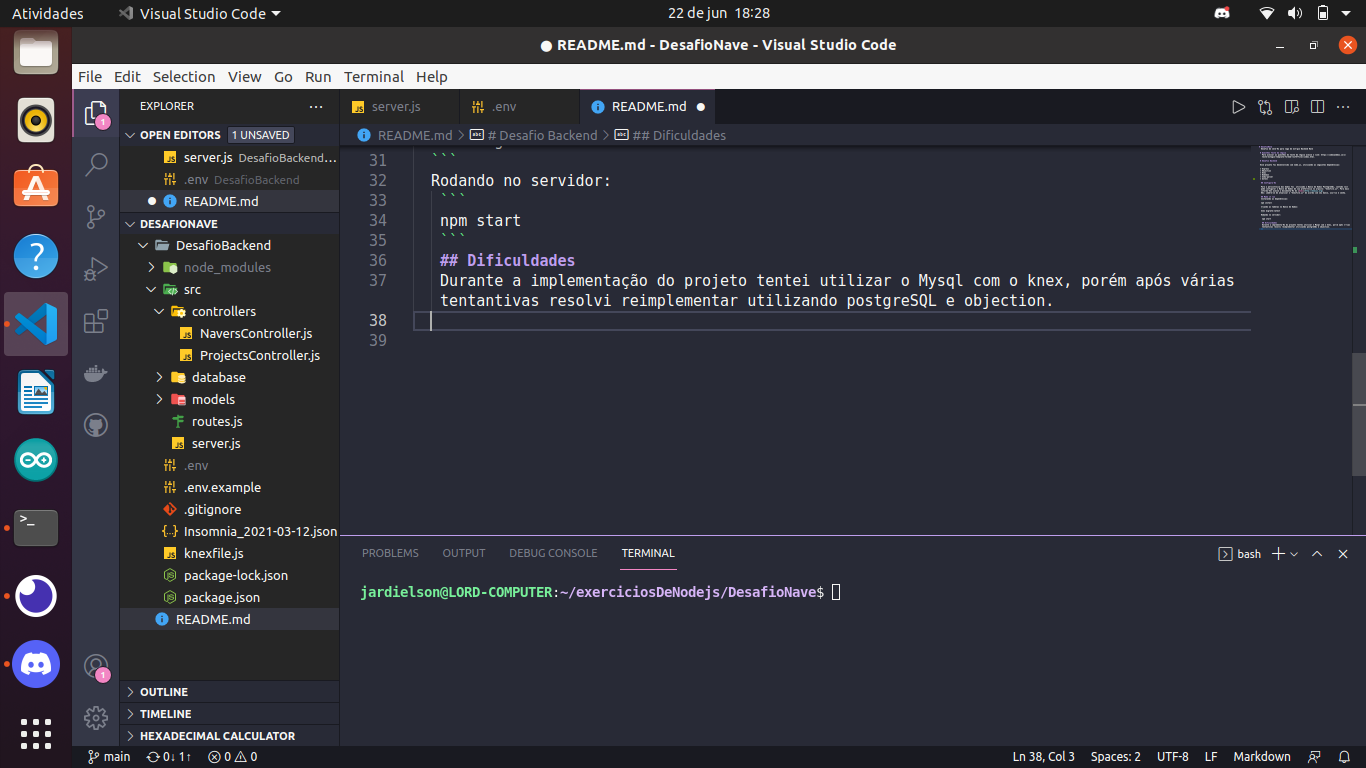 Atividades
Visual Studio Code
22 de jun 18:28
● README.md - DesafioNave - Visual Studio Code
File Edit Selection View Go Run Terminal Help
EXPLORER
server.js
.env
README.md
OPEN EDITORS 1 UNSAVED
README.md > # Desafio Backend > ## Dificuldades
server.js DesafioBackend...
.env DesafioBackend
README.md
DESAFIONAVE
DesafioBackend
node_modules
src
controllers
NaversController.js
ProjectsController.js
database
models
routes.js
server.js
.env
.env.example
.gitignore
Insomnia_2021-03-12.json
knexfile.js
package-lock.json
package.json
README.md
OUTLINE
TIMELINE
HEXADECIMAL CALCULATOR
31 ```
32 Rodando no servidor:
33 ```
34 npm start
35 ```
36 ## Dificuldades
37 Durante a implementação do projeto tentei utilizar o Mysql com o knex, porém após várias
tentantivas resolvi reimplementar utilizando postgreSQL e objection.
38
39
PROBLEMS OUTPUT DEBUG CONSOLE TERMINAL
bash
jardielson@LORD-COMPUTER:~/exerciciosDeNodejs/DesafioNave$
1
1
main 0↓ 1↑ 0 0
Ln 38, Col 3 Spaces: 2 UTF-8 LF Markdown